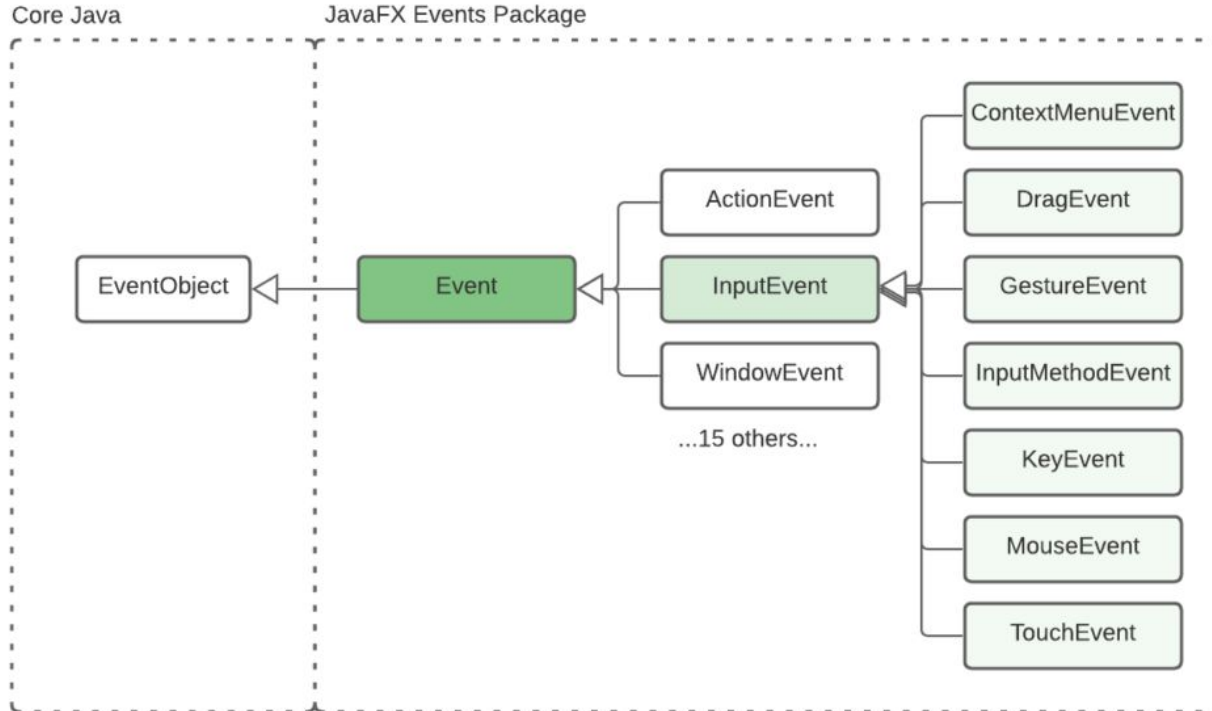 Core Java
JavaFX Events Package
EventObject
Event
ActionEvent
InputEvent
WindowEvent
...15 others...
ContextMenuEvent
DragEvent
GestureEvent
InputMethodEvent
KeyEvent
MouseEvent
TouchEvent